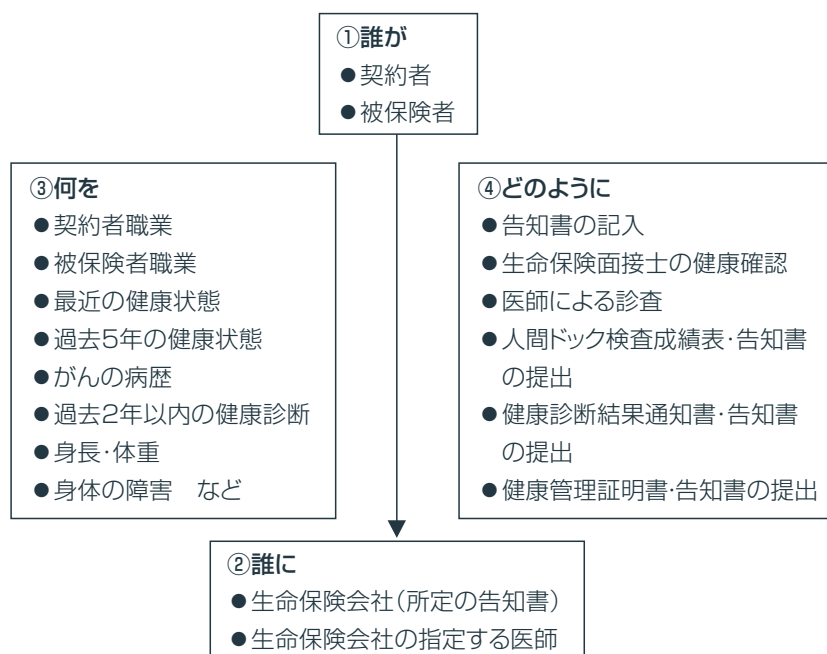 ①誰が
●契約者
●被保険者
③何を
●契約者職業
●被保険者職業
●最近の健康状態
●過去5年の健康状態
●がんの病歴
●過去2年以内の健康診断
●身長・体重
●身体の障害　など
④どのように
●告知書の記入
●生命保険面接士の健康確認
●医師による診査
●人間ドック検査成績表・告知書
の提出
●健康診断結果通知書・告知書
の提出
●健康管理証明書・告知書の提出
②誰に
●生命保険会社（所定の告知書）
●生命保険会社の指定する医師